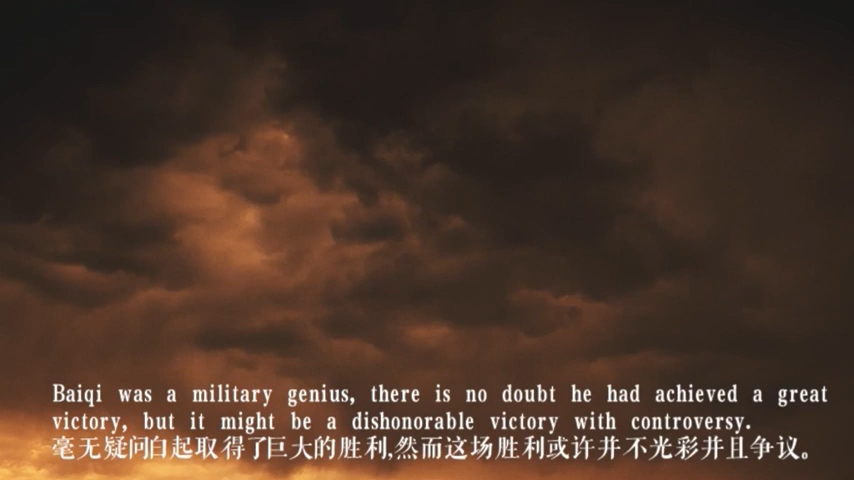 Baiqi was a military genius, there is no doubt he had achieved a great
victory, but it might be a dishonorable victory with controversy.
毫无疑问白起取得了巨大的胜利,然而这场胜利或许并不光彩并且争议。